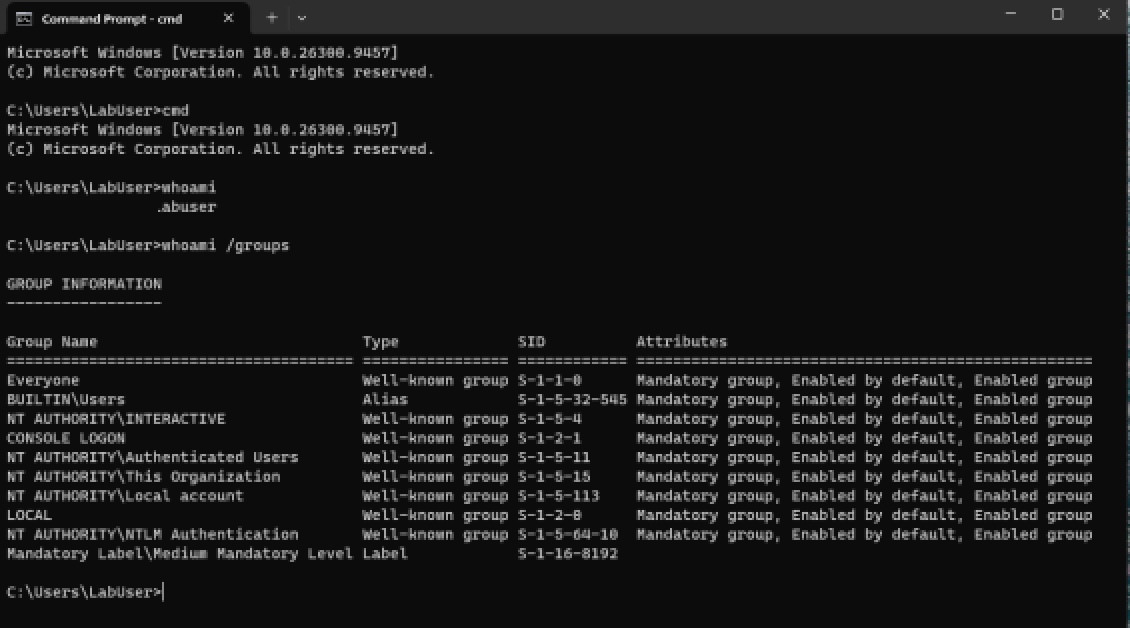 Command Prompt - cmd
Microsoft Windows [Version 10.0.26300.9457]
(c) Microsoft Corporation. All rights reserved.
C:\Users\LabUser>cmd
Microsoft Windows [Version 10.0.26300.9457]
(c) Microsoft Corporation. All rights reserved.
C:\Users\LabUser>whoami
.abuser
C:\Users\LabUser>whoami /groups
GROUP INFORMATION
-----------------
Group Name Type SID Attributes
====================================== ================ ============ ==================================================
Everyone Well-known group S-1-1-0 Mandatory group, Enabled by default, Enabled group
BUILTIN\Users Alias S-1-5-32-545 Mandatory group, Enabled by default, Enabled group
NT AUTHORITY\INTERACTIVE Well-known group S-1-5-4 Mandatory group, Enabled by default, Enabled group
CONSOLE LOGON Well-known group S-1-2-1 Mandatory group, Enabled by default, Enabled group
NT AUTHORITY\Authenticated Users Well-known group S-1-5-11 Mandatory group, Enabled by default, Enabled group
NT AUTHORITY\This Organization Well-known group S-1-5-15 Mandatory group, Enabled by default, Enabled group
NT AUTHORITY\Local account Well-known group S-1-5-113 Mandatory group, Enabled by default, Enabled group
LOCAL Well-known group S-1-2-0 Mandatory group, Enabled by default, Enabled group
NT AUTHORITY\NTLM Authentication Well-known group S-1-5-64-10 Mandatory group, Enabled by default, Enabled group
Mandatory Label\Medium Mandatory Level Label S-1-16-8192
C:\Users\LabUser>